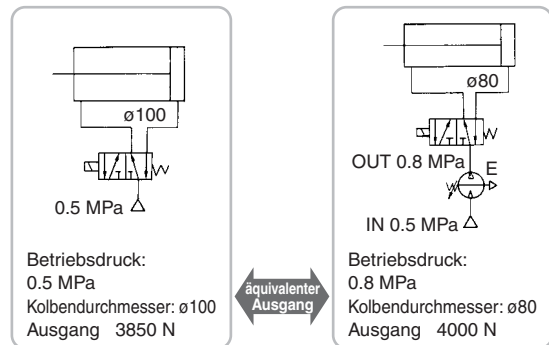 ø100
0.5 MPa
Betriebsdruck:
0.5 MPa
Kolbendurchmesser: ø100
Ausgang 3850 N
äquivalenter
Ausgang
ø80
OUT 0.8 MPa
E
IN 0.5 MPa
Betriebsdruck:
0.8 MPa
Kolbendurchmesser: ø80
Ausgang 4000 N